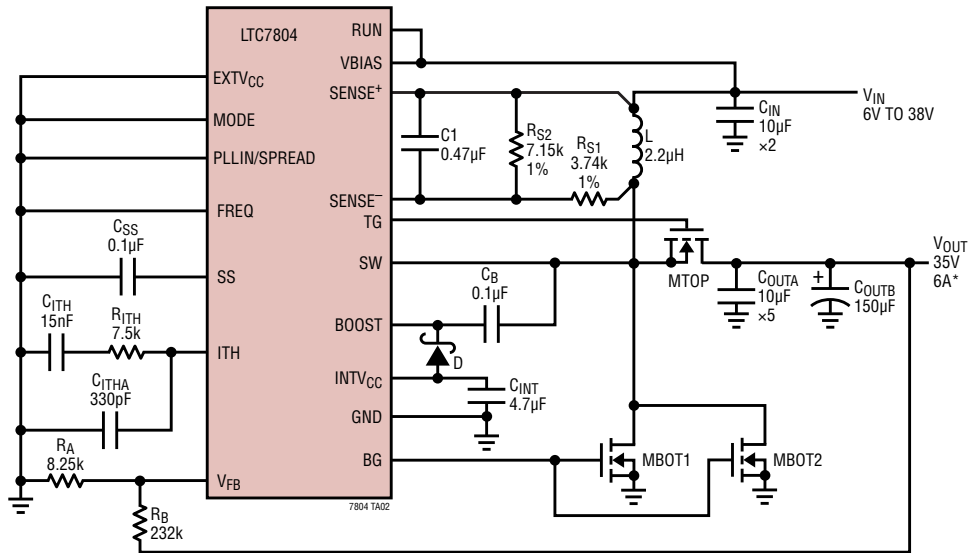 LTC7804
RUN
VBIAS
EXTVCC
SENSE+
MODE
PLLIN/SPREAD
FREQ
SENSE–
TG
SS
SW
BOOST
ITH
INTVCC
GND
BG
VFB
7804 TA02
C1
0.47µF
RS2
7.15k
1%
RS1
3.74k
1%
L
2.2µH
CIN
10µF
×2
VIN
6V TO 38V
CSS
0.1µF
CITH
15nF
RITH
7.5k
CITHA
330pF
RA
8.25k
RB
232k
CB
0.1µF
D
CINT
4.7µF
MTOP
COUTA
10µF
×5
+
COUTB
150µF
VOUT
35V
6A*
MBOT1
MBOT2